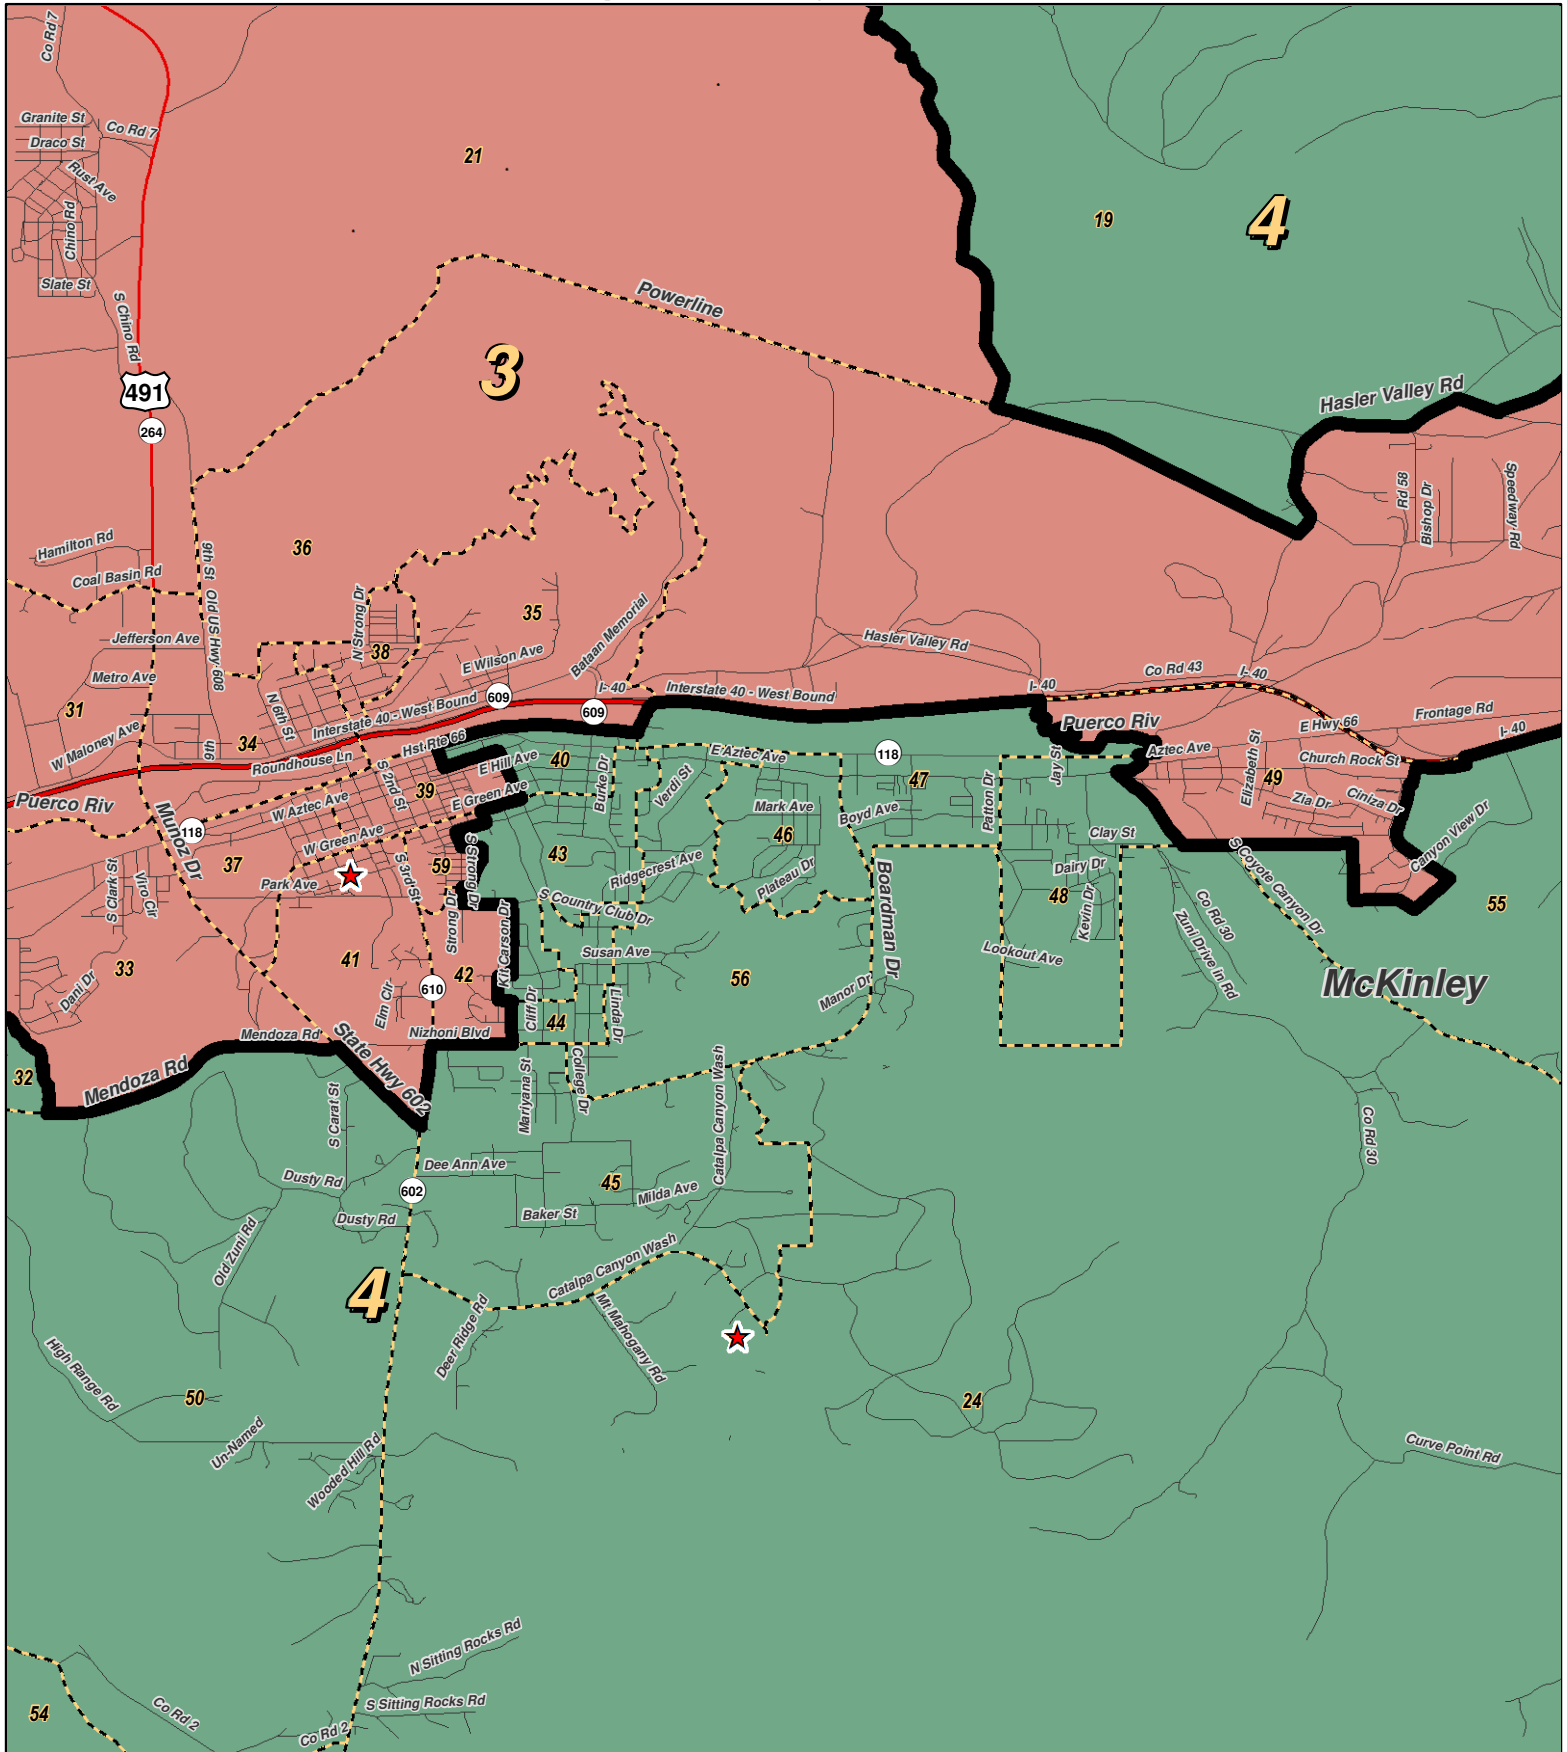 Co Rd 7
Granite St
Co Rd 7
Draco St
Rust Ave
21
Chino Rd
19
4
Slate St
S Chino Rd
Powerline
3
491
264
Hasler Valley Rd
Rd 58
Bishop Dr
Speedway Rd
Hamilton Rd
Coal Basin Rd
9th St
Old US Hwy 608
36
N Strong Dr
35
Bataan Memorial
Jefferson Ave
38
E Wilson Ave
Hasler Valley Rd
Metro Ave
Co Rd 43
I- 40
I- 40
Interstate 40 - West Bound
I- 40
609
31
N 6th St
Interstate 40 - West Bound
609
Puerco Riv
E Hwy 66
Frontage Rd
I- 40
W Maloney Ave
34
9th
Hst Rte 66
Roundhouse Ln
E Hill Ave
40
E Aztec Ave
118
Aztec Ave
Elizabeth St
Church Rock St
S 2nd St
39
Burke Dr
Verdi St
47
Jay St
49
Puerco Riv
W Aztec Ave
E Green Ave
Mark Ave
Boyd Ave
Patton Dr
Zia Dr
Ciniza Dr
Munoz Dr
118
W Green Ave
46
Clay St
Canyon View Dr
37
59
S Strong Dr
43
Ridgecrest Ave
Plateau Dr
Dairy Dr
S Coyote Canyon Dr
S Clark St
Viro Cir
Park Ave
S 3rd St
Boardman Dr
48
Kevin Dr
Co Rd 30
55
S Country Club Dr
Strong Dr
Kit Carson Dr
Zuni Drive In Rd
33
41
42
Susan Ave
Lookout Ave
Dani Dr
Elm Cir
610
56
Manor Dr
McKinley
Cliff Dr
Linda Dr
Mendoza Rd
State Hwy 602
Nizhoni Blvd
44
32
Mendoza Rd
Mariyana St
College Dr
Catalpa Canyon Wash
S Carat St
Co Rd 30
Dusty Rd
Dee Ann Ave
602
45
Milda Ave
Dusty Rd
Baker St
Old Zuni Rd
4
Catalpa Canyon Wash
Deer Ridge Rd
Mt Mahogany Rd
High Range Rd
50
24
Un-Named
Wooded Hill Rd
Curve Point Rd
N Sitting Rocks Rd
S Sitting Rocks Rd
54
Co Rd 2
Co Rd 2